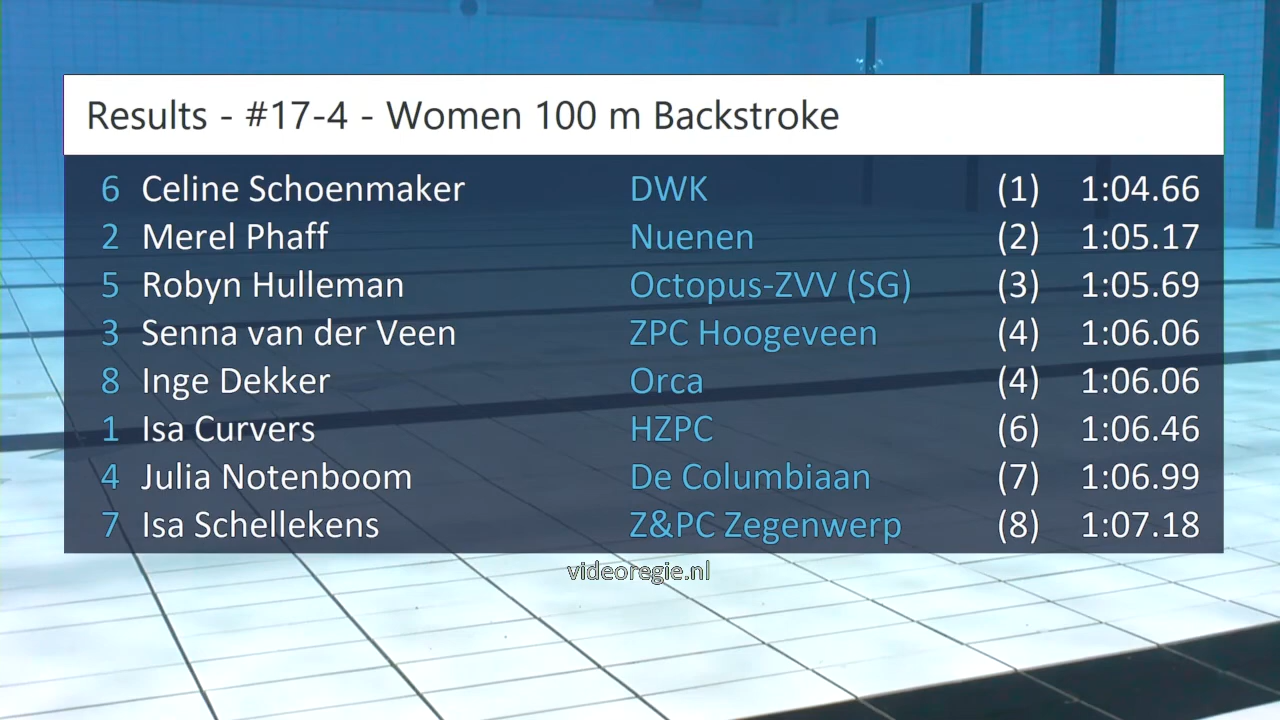 Results - #17-4 - Women 100 m Backstroke
6 Celine Schoenmaker DWK (1) 1:04.66
2 Merel Phaff Nuenen (2) 1:05.17
5 Robyn Hulleman Octopus-ZVV (SG) (3) 1:05.69
3 Senna van der Veen ZPC Hoogeveen (4) 1:06.06
8 Inge Dekker Orca (4) 1:06.06
1 Isa Curvers HZPC (6) 1:06.46
4 Julia Notenboom De Columbiaan (7) 1:06.99
7 Isa Schellekens Z&PC Zegenwerp (8) 1:07.18
videoregie.nl